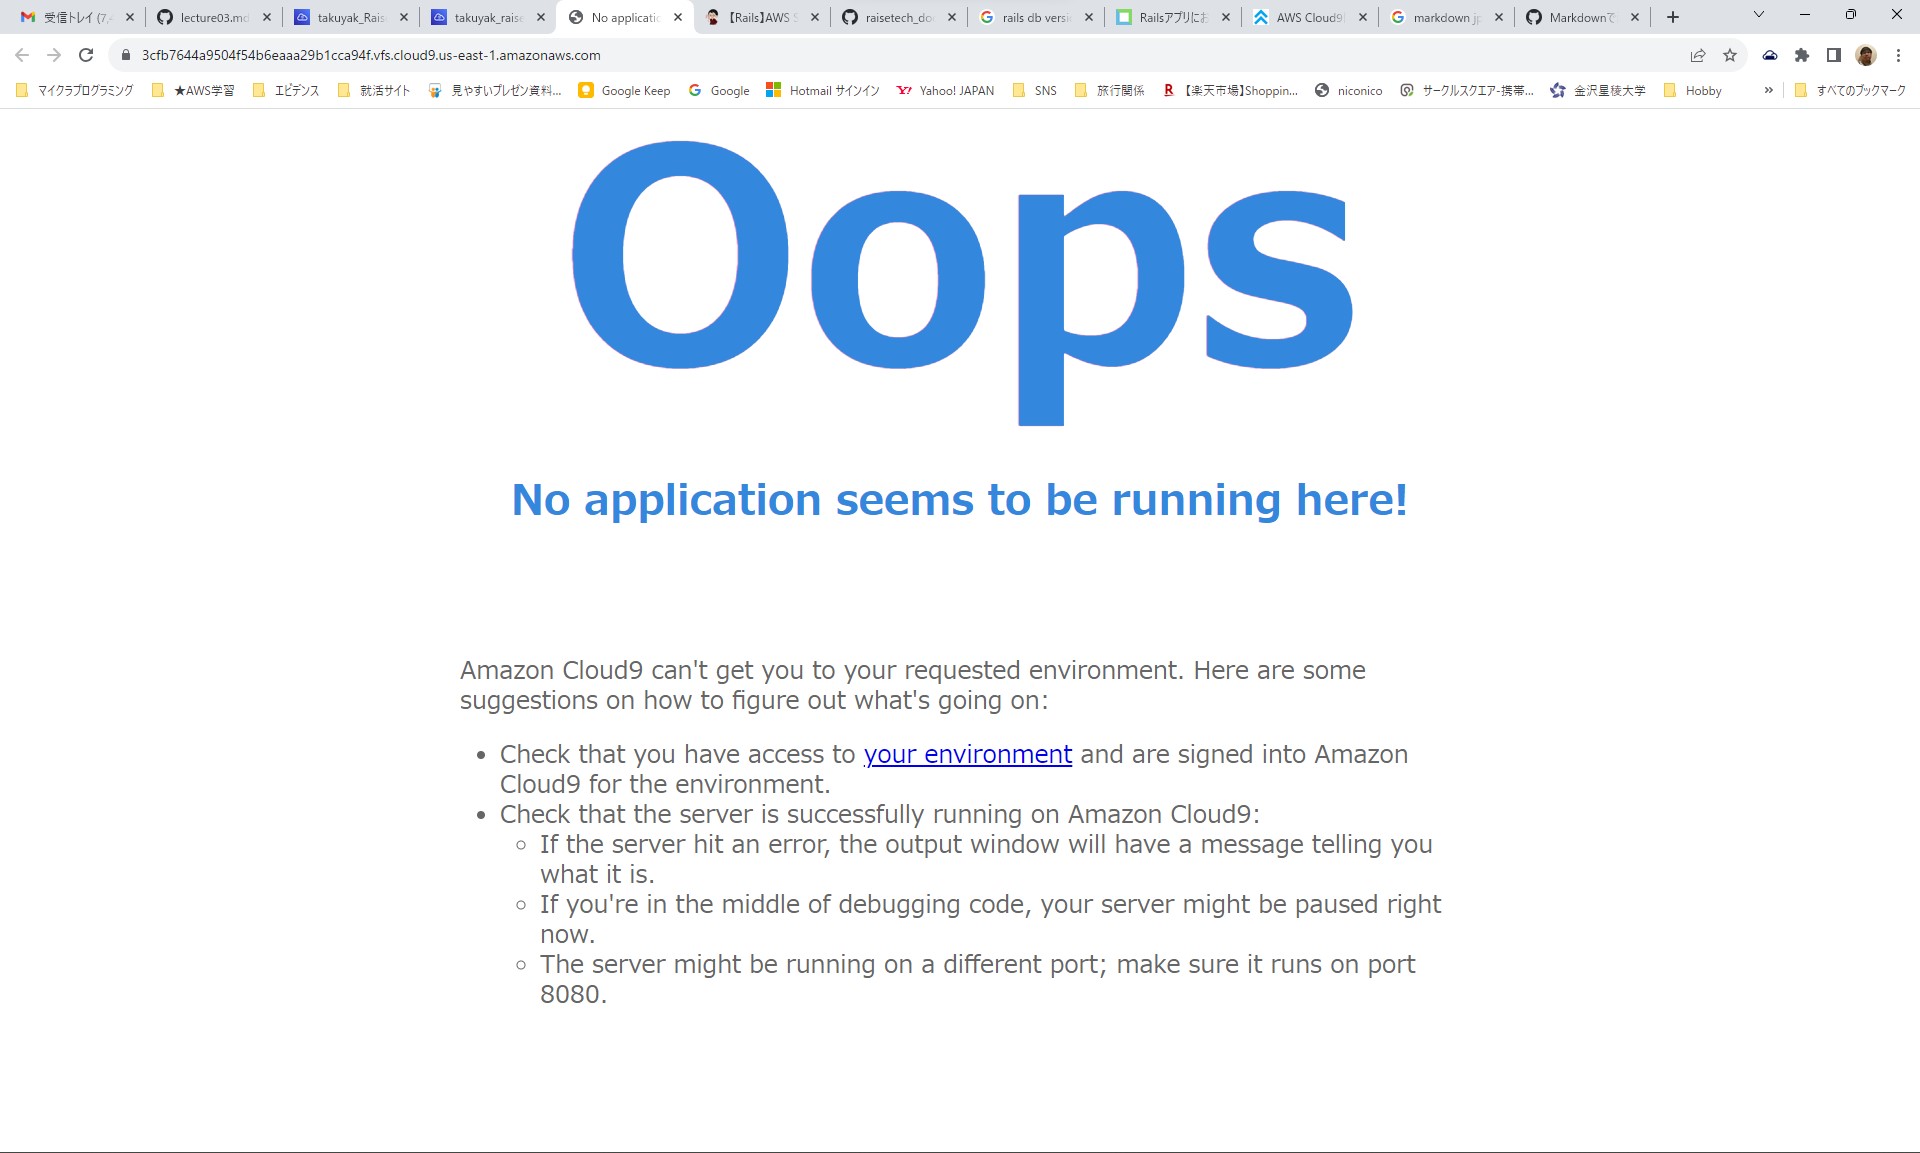 受信トレイ (7,
lecture03.md
takuyak_Rais
takuyak_raise
No applicatio
【Rails】AWS S
raisetech_do
rails db versi
Railsアプリにお
AWS Cloud9
markdown jp
Markdownで
3cfb7644a9504f54b6eaaa29b1cca94f.vfs.cloud9.us-east-1.amazonaws.com
マイクラプログラミング
★AWS学習
エビデンス
就活サイト
見やすいプレゼン資料...
Google Keep
Google
Hotmail サインイン
Yahoo! JAPAN
SNS
旅行関係
【楽天市場】Shoppin...
niconico
サークルスクエア-携帯...
金沢星稜大学
Hobby
»
すべてのブックマーク
Oops
No application seems to be running here!
Amazon Cloud9 can't get you to your requested environment. Here are some
suggestions on how to figure out what's going on:
• Check that you have access to your environment and are signed into Amazon
Cloud9 for the environment.
• Check that the server is successfully running on Amazon Cloud9:
◦ If the server hit an error, the output window will have a message telling you
what it is.
◦ If you're in the middle of debugging code, your server might be paused right
now.
◦ The server might be running on a different port; make sure it runs on port
8080.